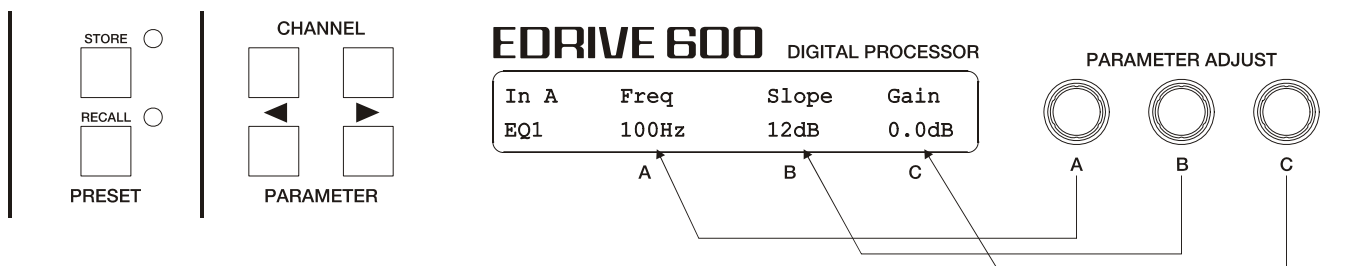 STORE
RECALL
PRESET
CHANNEL
PARAMETER
EDRIVE 600 DIGITAL PROCESSOR
In A Freq Slope Gain
EQ1 100Hz 12dB 0.0dB
A B C
PARAMETER ADJUST
A B C